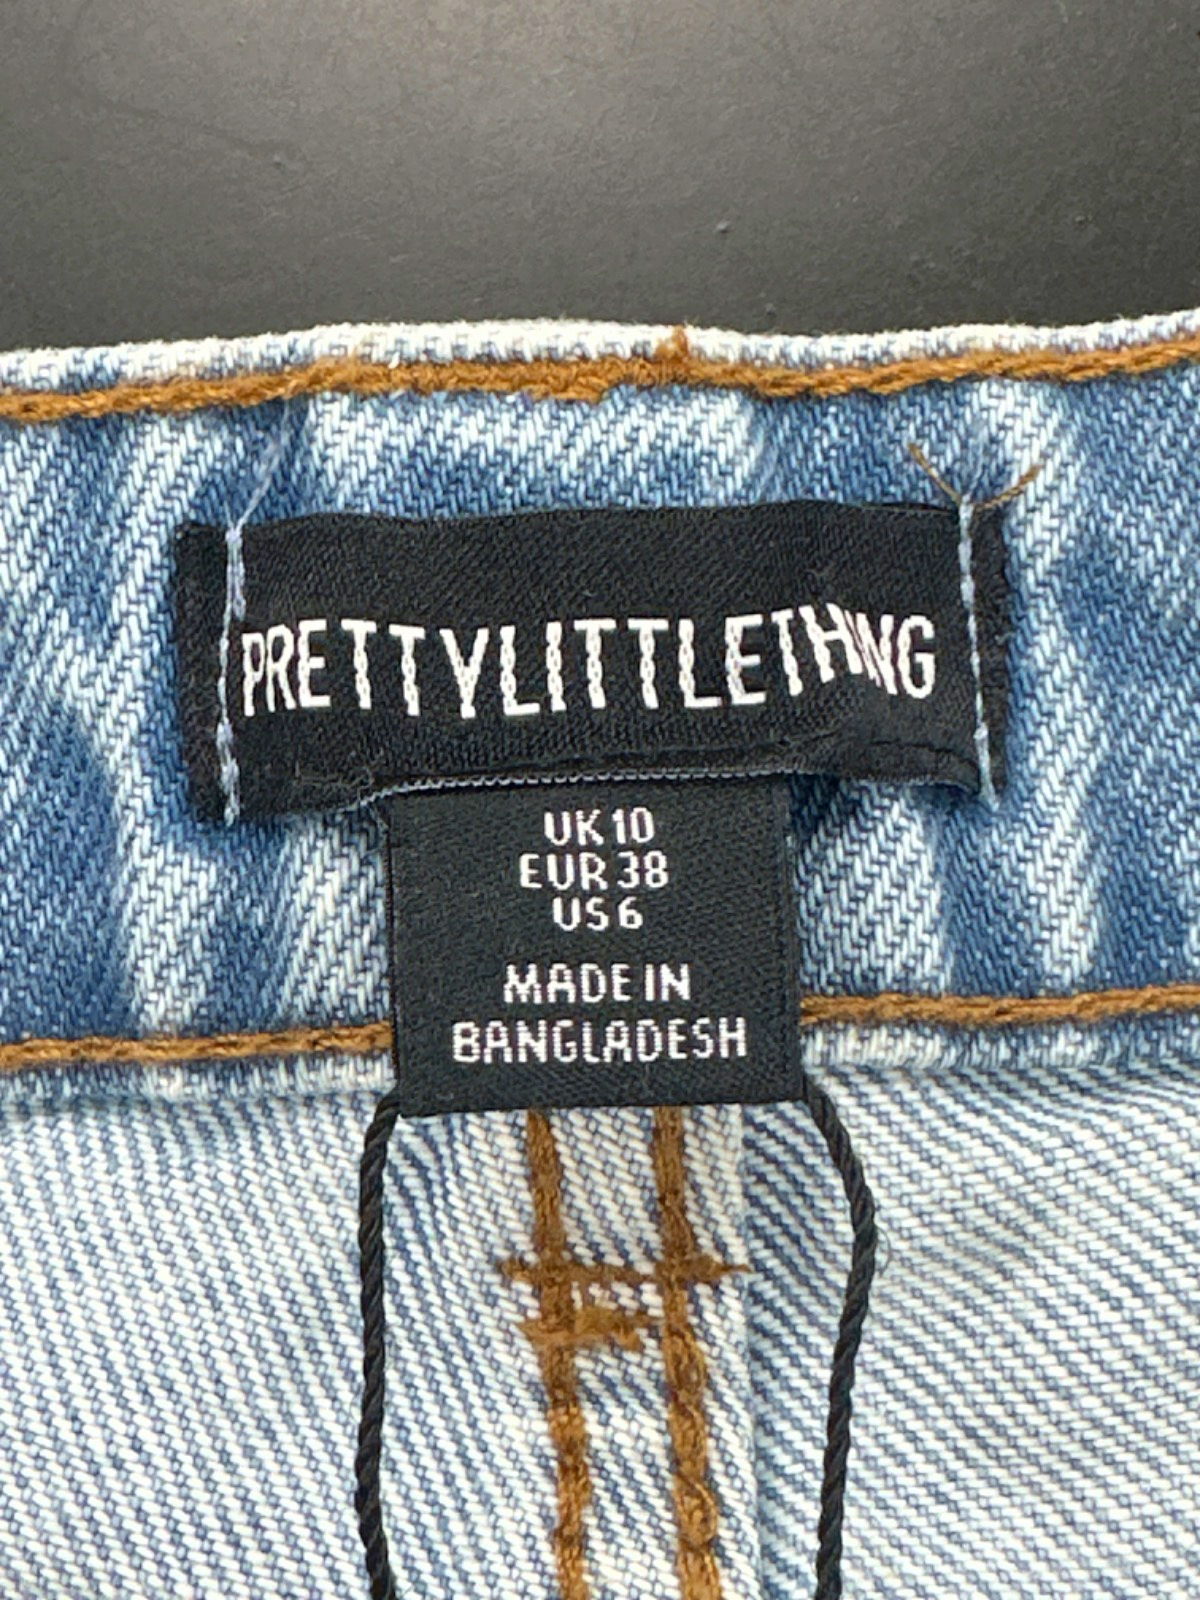 PRETTYLITTLETHING
UK 10
EUR 38
US 6
MADE IN
BANGLADESH